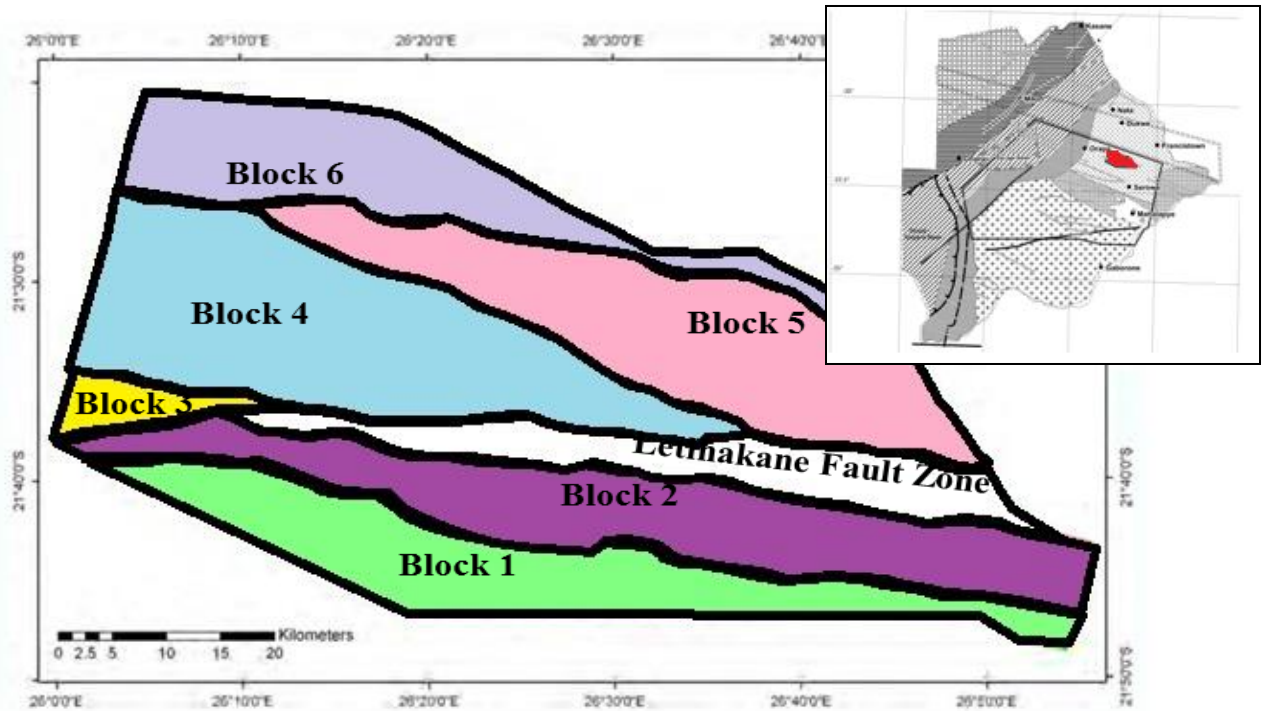 26°0'0"E 26°10'0"E 26°20'0"E 26°30'0"E
Kasane
Nata
Dukwe
Francistown
Gaborone
Block 6
21°30'0"S
Block 4
Block 5
Block 3
Letlhakane Fault Zone
21°40'0"S
21°40'0"S
Block 2
Block 1
Kilometers
0 2.5 5 10 15 20
21°50'0"S
26°0'0"E 26°10'0"E 26°20'0"E 26°30'0"E 26°40'0"E 26°50'0"E